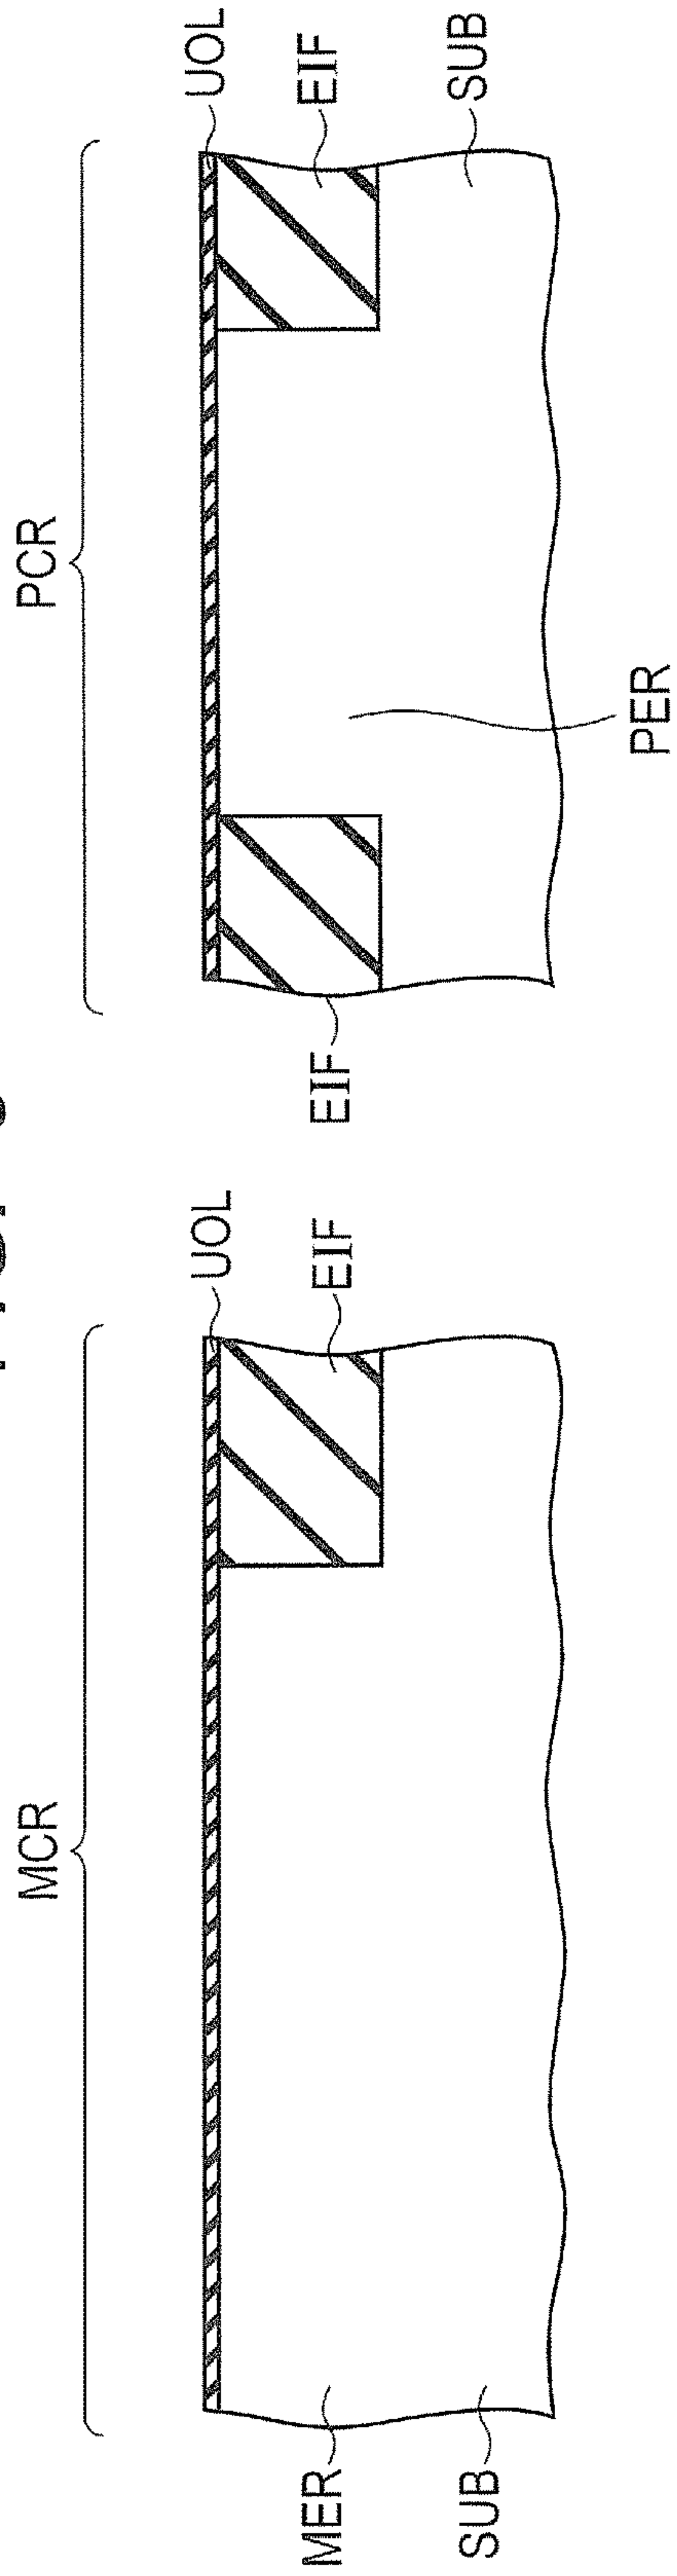 MCR
PCR
UOL
EIF
EIF
UOL
EIF
MER
SUB
SUB
PER